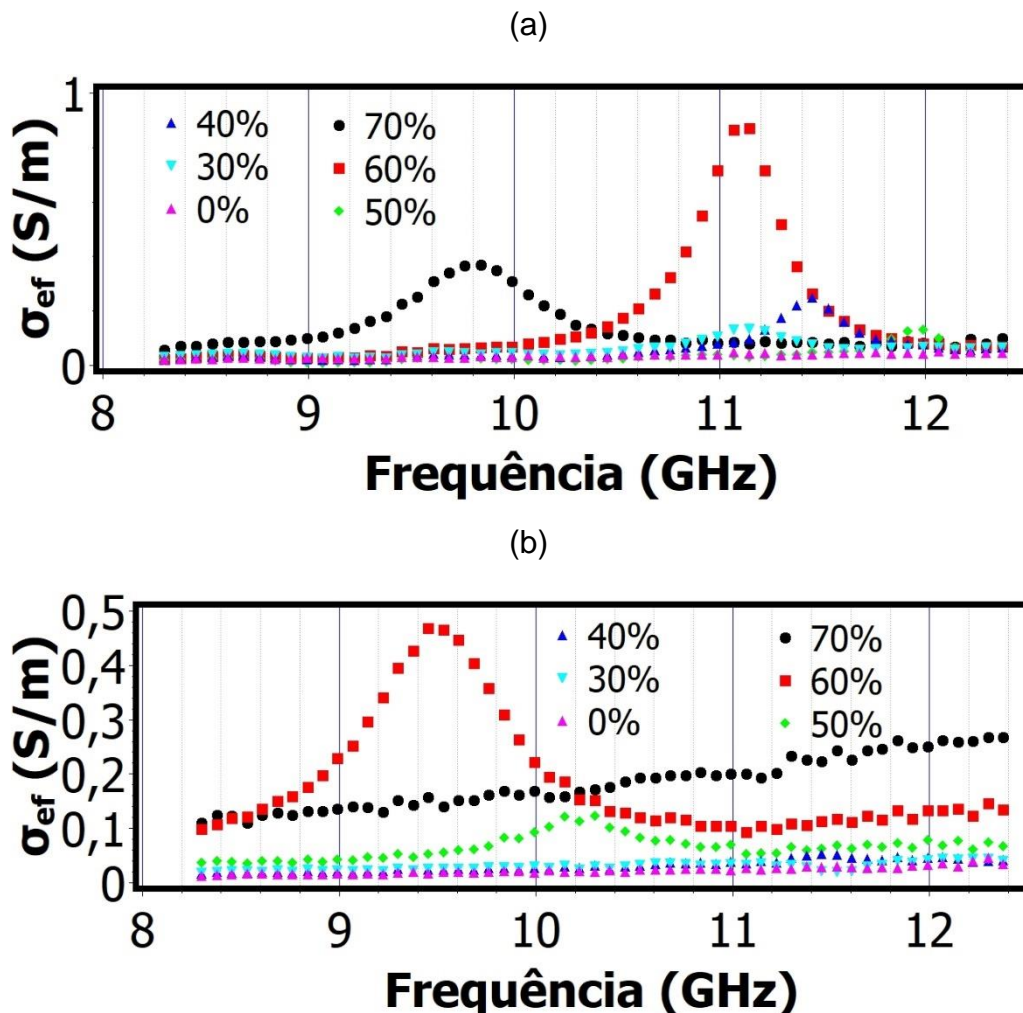 (a)
σef (S/m)
1
0
40%
70%
30%
60%
0%
50%
8 9 10 11 12
Frequência (GHz)
(b)
σef (S/m)
0,5
0,4
0,3
0,2
0,1
0
40%
70%
30%
60%
0%
50%
8 9 10 11 12
Frequência (GHz)